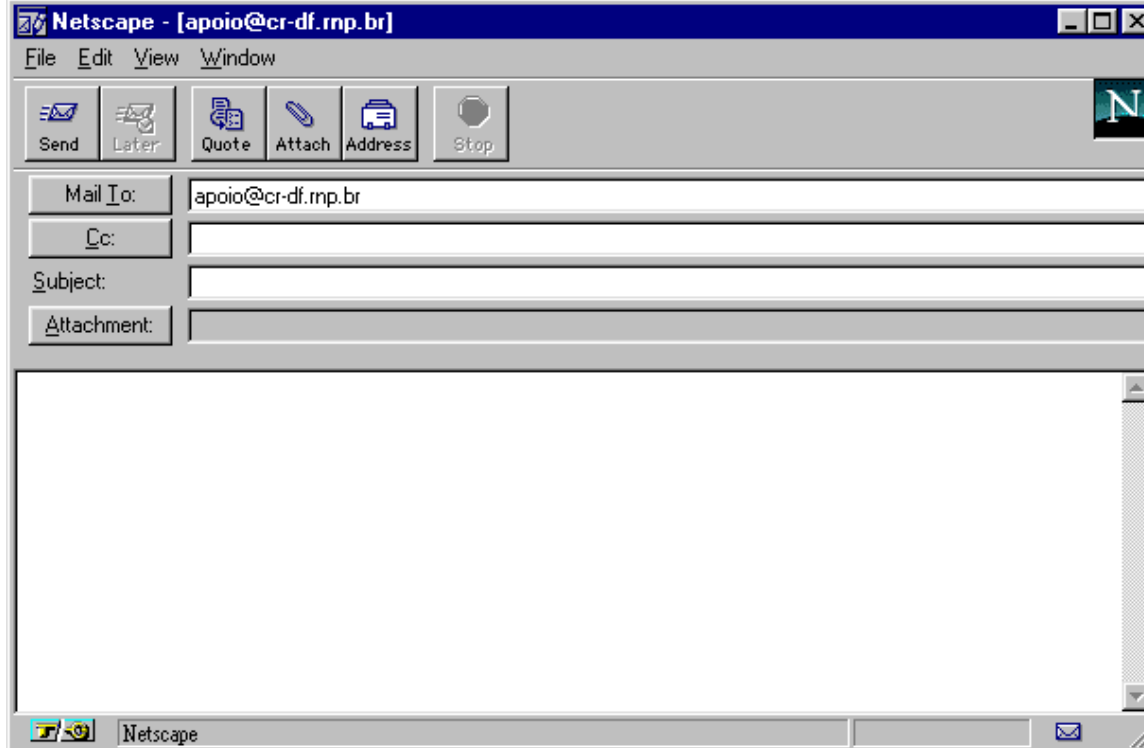 Netscape - [apoio@cr-df.rnp.br]
File Edit View Window
N
Send Later Quote Attach Address Stop
Mail To: apoio@cr-df.rnp.br
Cc:
Subject:
Attachment:
Netscape